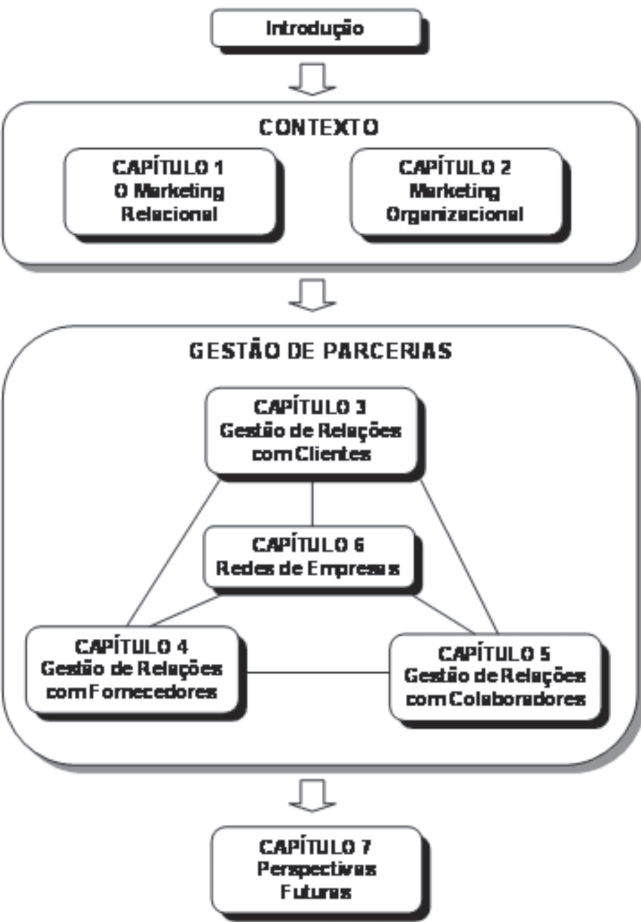 Introdução
CONTEXTO
CAPÍTULO 1
O Marketing
Relacional
CAPÍTULO 2
Marketing
Organizacional
GESTÃO DE PARCERIAS
CAPÍTULO 3
Gestão de Relações
com Clientes
CAPÍTULO 6
Redes de Empresas
CAPÍTULO 4
Gestão de Relações
com Fornecedores
CAPÍTULO 5
Gestão de Relações
com Colaboradores
CAPÍTULO 7
Perspectivas
Futuras